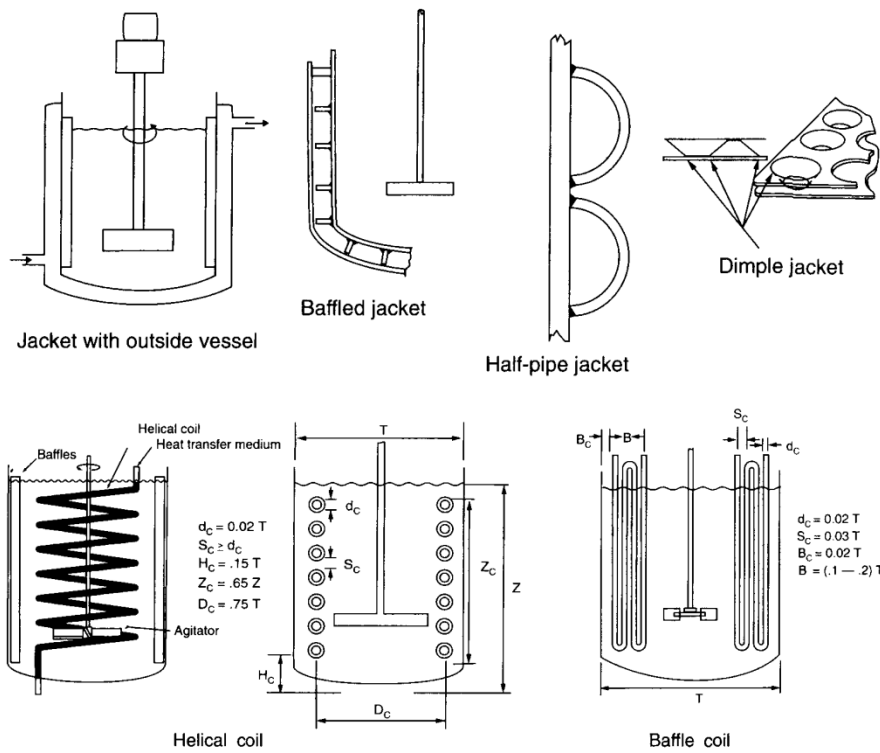 Jacket with outside vessel
Baffled jacket
Half-pipe jacket
Dimple jacket
Helical coil
Heat transfer medium
Baffles
d_C = 0.02 T
S_C ≥ d_C
H_C = .15 T
Z_C = .65 Z
D_C = .75 T
Agitator
T
d_C
S_C
Z_C
Z
H_C
D_C
Helical coil
S_C
B_C
B
d_C
d_C = 0.02 T
S_C = 0.03 T
B_C = 0.02 T
B = (.1 — .2) T
T
Baffle coil